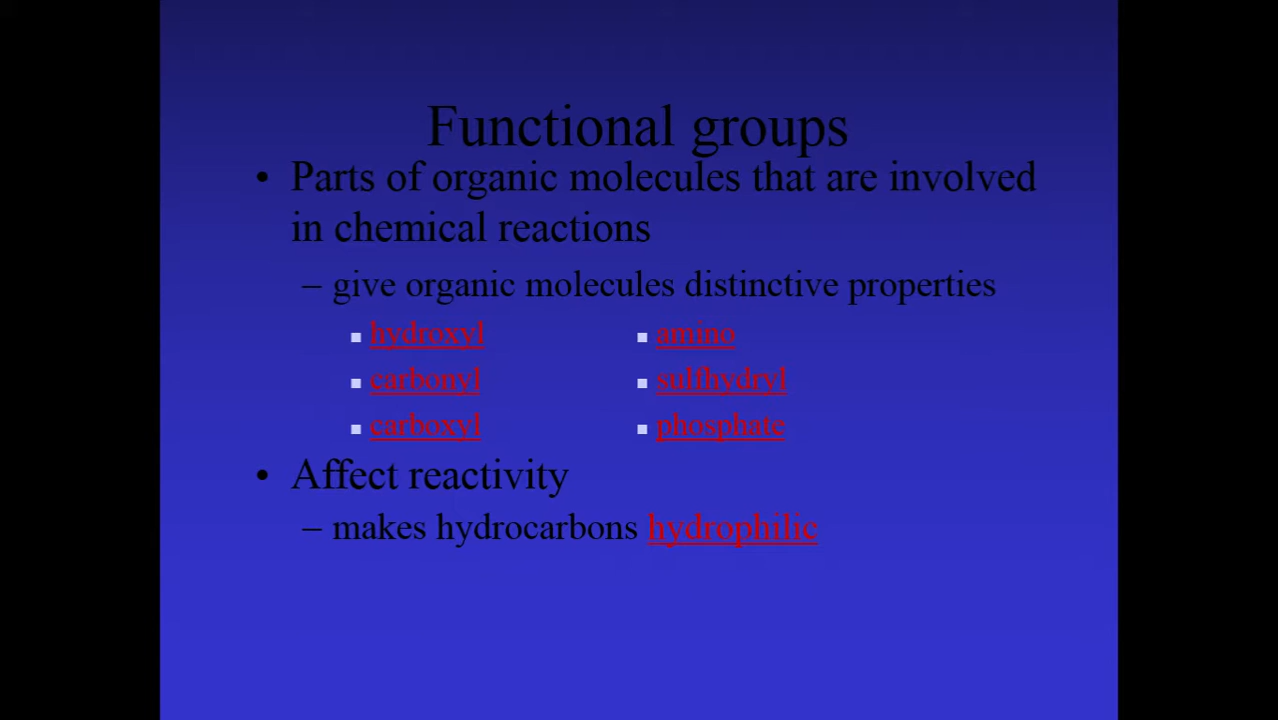 Functional groups
• Parts of organic molecules that are involved
in chemical reactions
– give organic molecules distinctive properties
▪ hydroxyl ▪ amino
▪ carbonyl ▪ sulfhydryl
▪ carboxyl ▪ phosphate
• Affect reactivity
– makes hydrocarbons hydrophilic